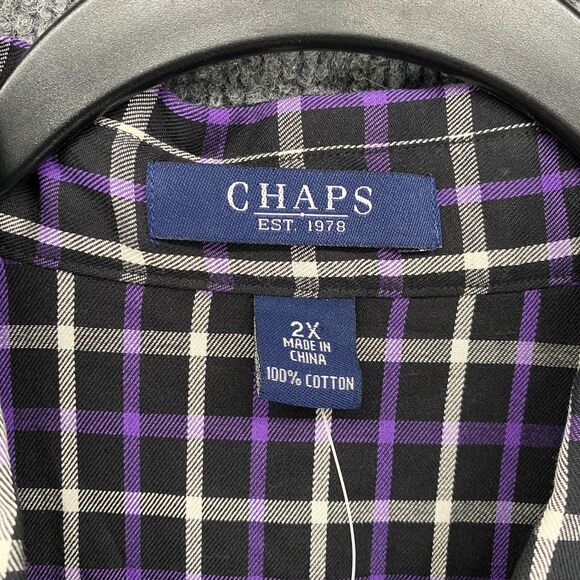 CHAPS
EST. 1978
2X
MADE IN
CHINA
100% COTTON